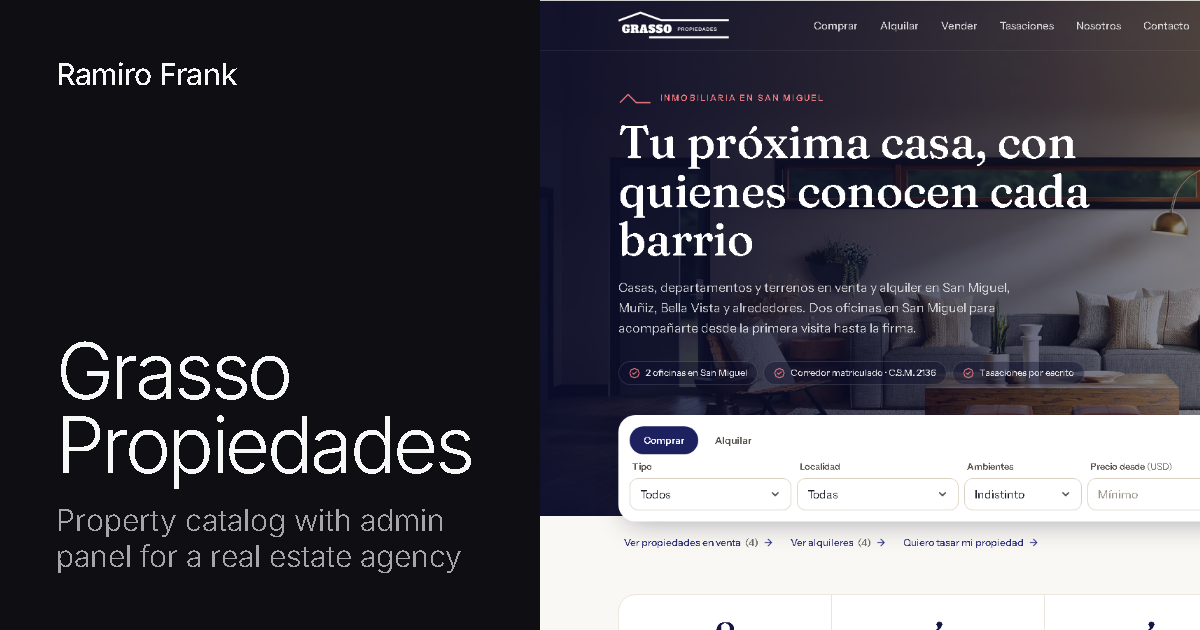 Ramiro Frank
Grasso
Propiedades
Property catalog with admin
panel for a real estate agency
GRASSO PROPIEDADES
Comprar
Alquilar
Vender
Tasaciones
Nosotros
Contacto
INMOBILIARIA EN SAN MIGUEL
Tu próxima casa, con
quienes conocen cada
barrio
Casas, departamentos y terrenos en venta y alquiler en San Miguel,
Muñiz, Bella Vista y alrededores. Dos oficinas en San Miguel para
acompañarte desde la primera visita hasta la firma.
2 oficinas en San Miguel
Corredor matriculado · C.S.M. 2136
Tasaciones por escrito
Comprar
Alquilar
Tipo
Localidad
Ambientes
Precio desde (USD)
Todos
Todas
Indistinto
Mínimo
Ver propiedades en venta (4) →
Ver alquileres (4) →
Quiero tasar mi propiedad →